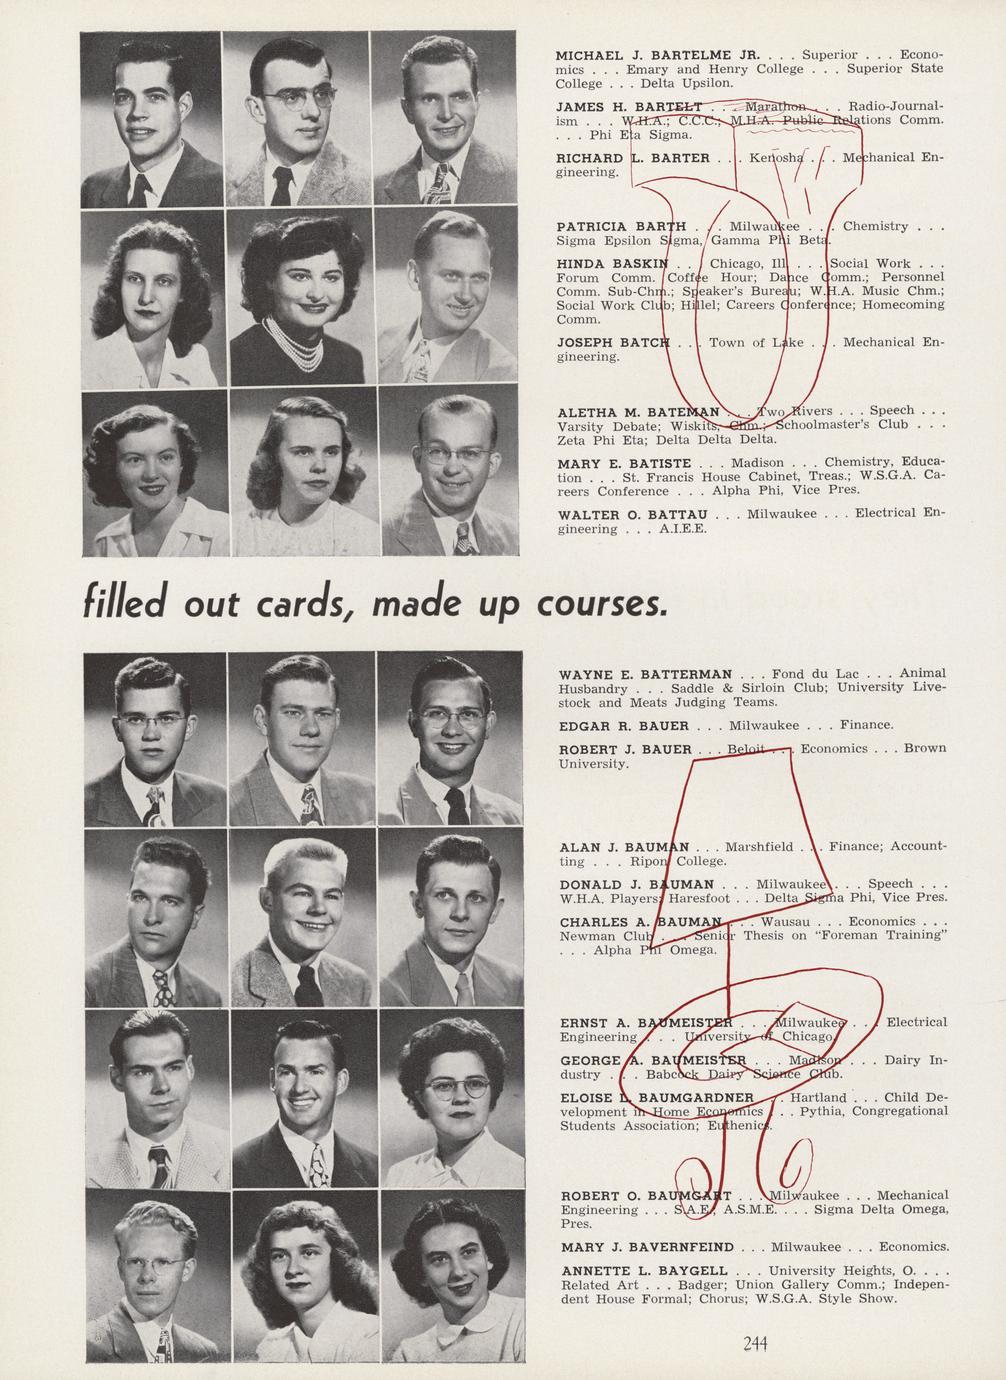 MICHAEL J. BARTELME JR. . . . Superior . . . Econo-
mics . . . Emary and Henry College . . . Superior State
College . . . Delta Upsilon.
JAMES H. BARTELT . . . Marathon . . . Radio-Journal-
ism . . . W.H.A.; C.C.C.; M.H.A. Public Relations Comm.
. . . Phi Eta Sigma.
RICHARD L. BARTER . . . Kenosha . . . Mechanical En-
gineering.
PATRICIA BARTH . . . Milwaukee . . . Chemistry . . .
Sigma Epsilon Sigma, Gamma Phi Beta.
HINDA BASKIN . . . Chicago, Ill. . . . Social Work . . .
Forum Comm. Coffee Hour; Dance Comm.; Personnel
Comm. Sub-Chm.; Speaker's Bureau; W.H.A. Music Chm.;
Social Work Club; Hillel; Careers Conference; Homecoming
Comm.
JOSEPH BATCH . . . Town of Lake . . . Mechanical En-
gineering.
ALETHA M. BATEMAN . . . Two Rivers . . . Speech . . .
Varsity Debate; Wiskits, Chm.; Schoolmaster's Club . . .
Zeta Phi Eta; Delta Delta Delta.
MARY E. BATISTE . . . Madison . . . Chemistry, Educa-
tion . . . St. Francis House Cabinet, Treas.; W.S.G.A. Ca-
reers Conference . . . Alpha Phi, Vice Pres.
WALTER O. BATTAU . . . Milwaukee . . . Electrical En-
gineering . . . A.I.E.E.
filled out cards, made up courses.
WAYNE E. BATTERMAN . . . Fond du Lac . . . Animal
Husbandry . . . Saddle & Sirloin Club; University Live-
stock and Meats Judging Teams.
EDGAR R. BAUER . . . Milwaukee . . . Finance.
ROBERT J. BAUER . . . Beloit . . . Economics . . . Brown
University.
ALAN J. BAUMAN . . . Marshfield . . . Finance; Account-
ting . . . Ripon College.
DONALD J. BAUMAN . . . Milwaukee . . . Speech . . .
W.H.A. Players; Haresfoot . . . Delta Sigma Phi, Vice Pres.
CHARLES A. BAUMAN . . . Wausau . . . Economics . . .
Newman Club . . . Senior Thesis on "Foreman Training"
. . . Alpha Phi Omega.
ERNST A. BAUMEISTER . . . Milwaukee . . . Electrical
Engineering . . . University of Chicago.
GEORGE A. BAUMEISTER . . . Madison . . . Dairy In-
dustry . . . Babcock Dairy Science Club.
ELOISE L. BAUMGARDNER . . . Hartland . . . Child De-
velopment in Home Economics . . . Pythia, Congregational
Students Association; Euthenics.
ROBERT O. BAUMGART . . . Milwaukee . . . Mechanical
Engineering . . . S.A.E., A.S.M.E. . . . Sigma Delta Omega,
Pres.
MARY J. BAVERNFEIND . . . Milwaukee . . . Economics.
ANNETTE L. BAYGELL . . . University Heights, O. . . .
Related Art . . . Badger; Union Gallery Comm.; Indepen-
dent House Formal; Chorus; W.S.G.A. Style Show.
244